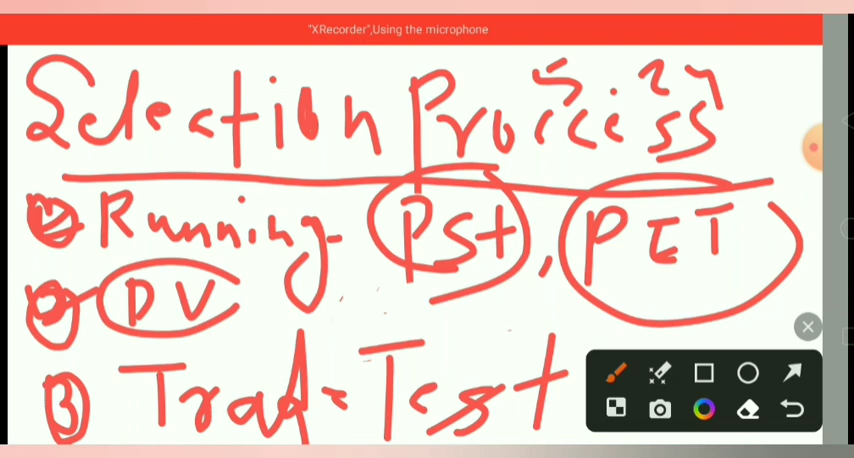 "XRecorder",Using the microphone
Selection Process
① Running - PSt, PET
② DV
③ Trade Test